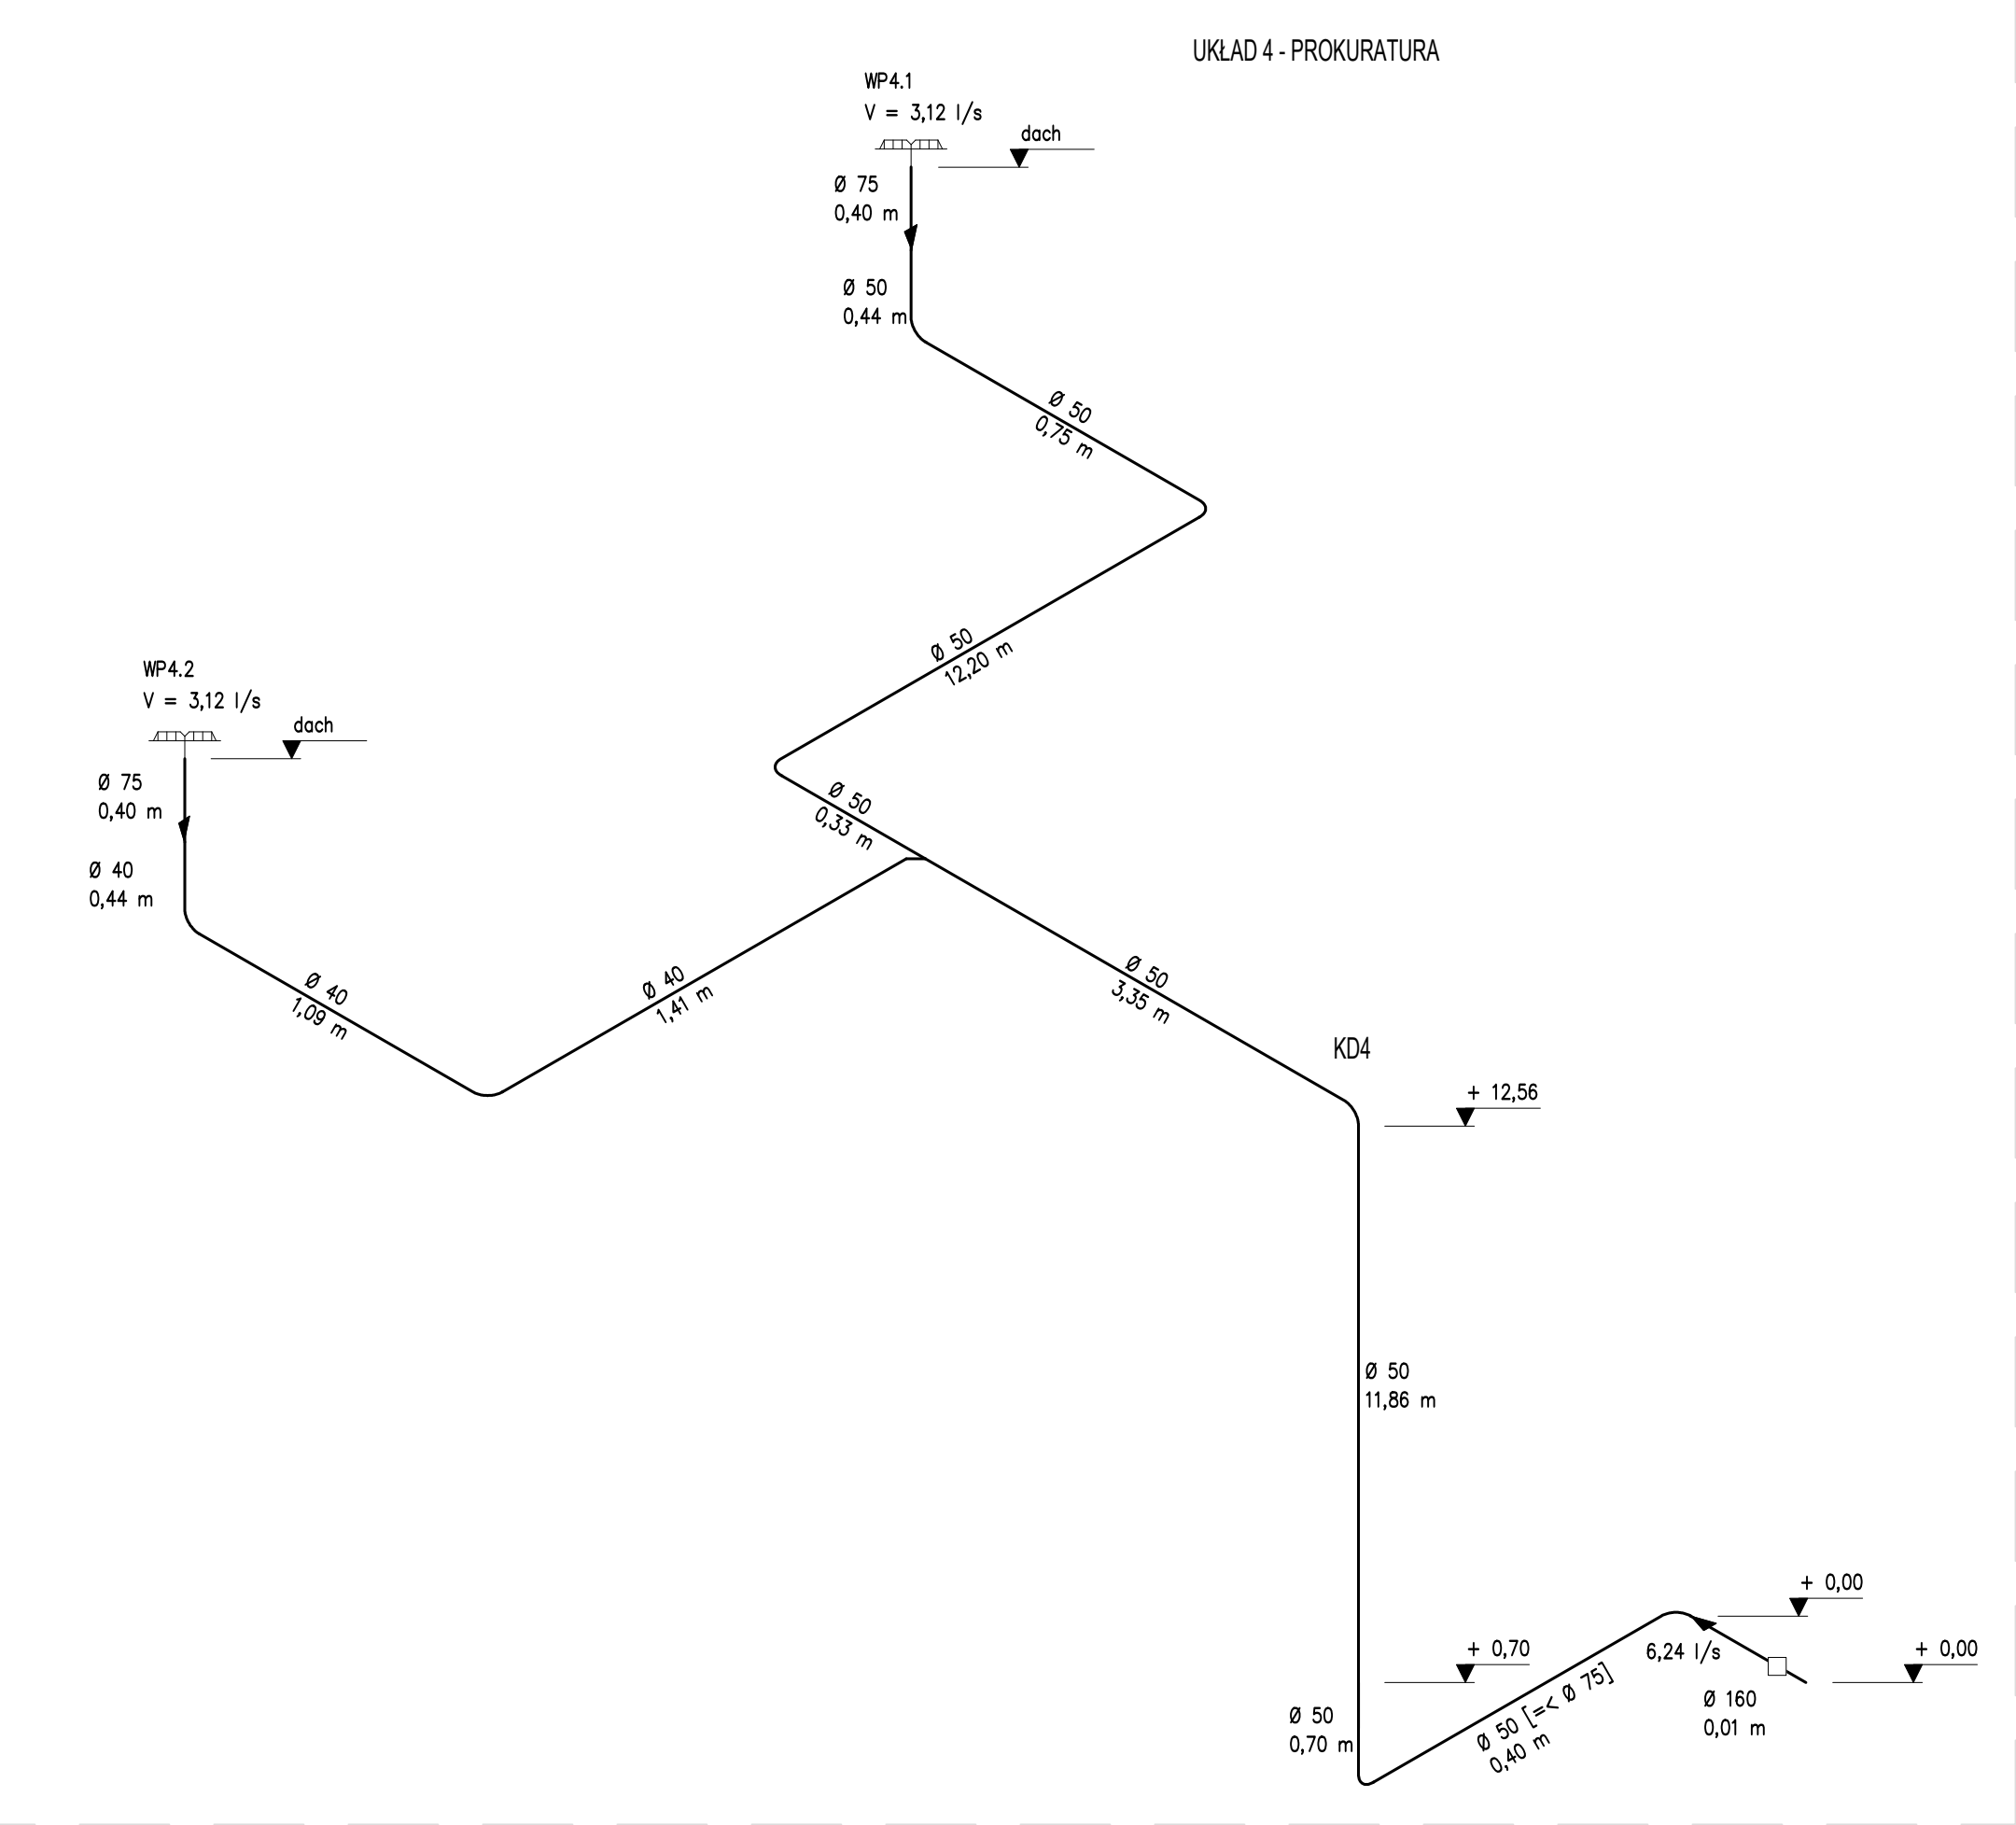 UKŁAD 4 - PROKURATURA
WP4.1
V = 3,12 l/s
dach
Ø 75
0,40 m
Ø 50
0,44 m
Ø 50
0,75 m
Ø 50
12,20 m
WP4.2
V = 3,12 l/s
dach
Ø 75
0,40 m
Ø 40
0,44 m
Ø 50
0,33 m
Ø 40
1,09 m
Ø 40
1,41 m
Ø 50
3,35 m
KD4
+ 12,56
Ø 50
11,86 m
+ 0,00
+ 0,70
6,24 l/s
+ 0,00
Ø 50
0,70 m
Ø 50 [=< Ø 75]
0,40 m
Ø 160
0,01 m